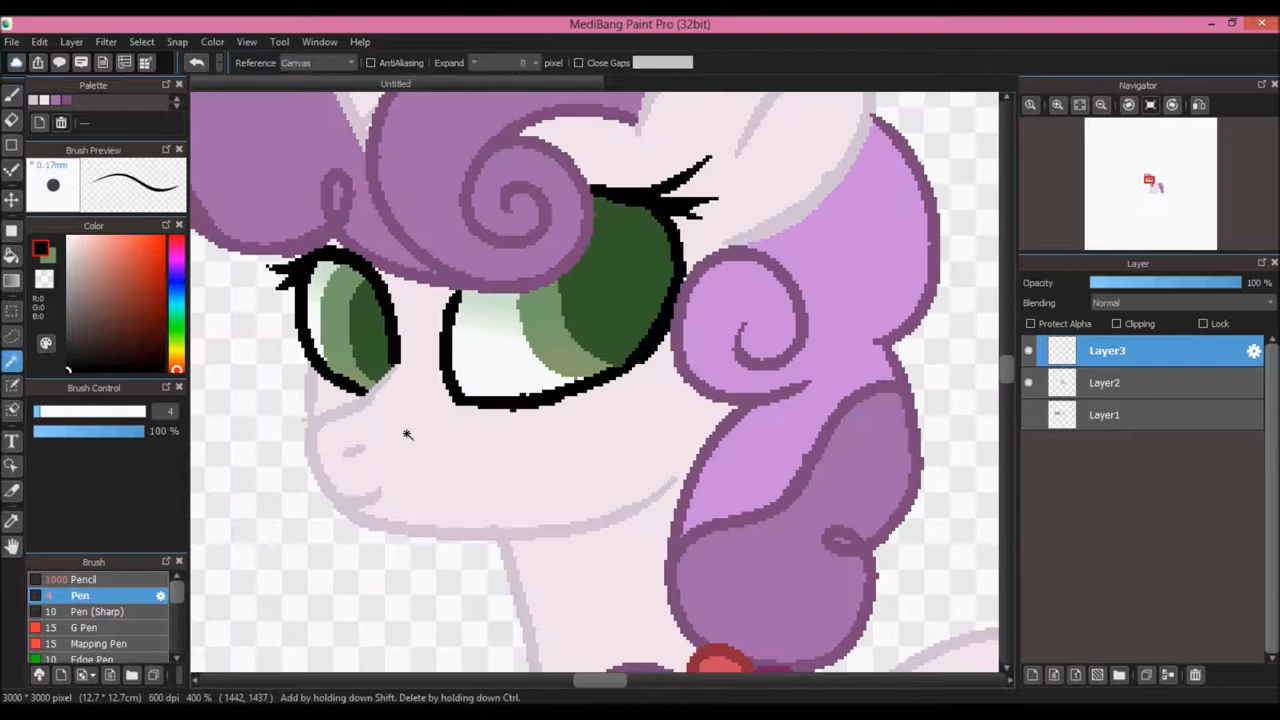 MediBang Paint Pro (32bit)
File Edit Layer Filter Select Snap Color View Tool Window Help
Reference Canvas AntiAliasing Expand 0 pixel Close Gaps
Palette
Untitled
Navigator
---
Brush Preview
* 0.17mm
Color
R:0
G:0
B:0
Layer
Opacity 100 %
Blending Normal
Protect Alpha Clipping Lock
Layer3
Layer2
Layer1
Brush Control
4
100 %
Brush
1000 Pencil
4 Pen
10 Pen (Sharp)
15 G Pen
15 Mapping Pen
10 Edge Pen
3000 * 3000 pixel (12.7 * 12.7cm) 600 dpi 400 % ( 1442, 1437 ) Add by holding down Shift. Delete by holding down Ctrl.